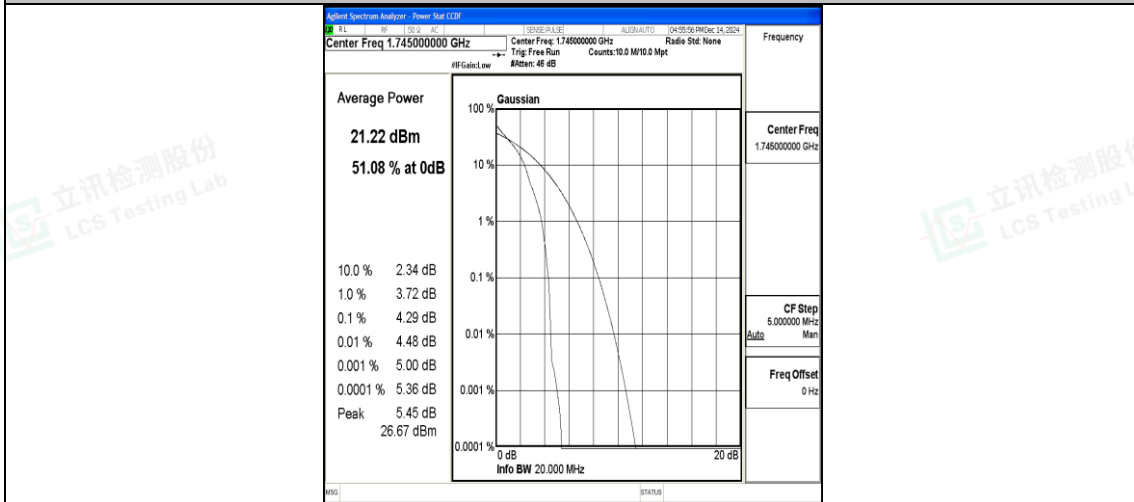 Agilent Spectrum Analyzer - Power Stat CCDF
RL RF 50 Ω AC SENSE:PULSE ALIGN AUTO 04:55:56 PM Dec 14, 2024
Center Freq 1.745000000 GHz
Center Freq: 1.745000000 GHz Radio Std: None
Trig: Free Run Counts:10.0 M/10.0 Mpt
#IFGain:Low #Atten: 46 dB
Frequency
Average Power
21.22 dBm
51.08 % at 0dB
10.0 % 2.34 dB
1.0 % 3.72 dB
0.1 % 4.29 dB
0.01 % 4.48 dB
0.001 % 5.00 dB
0.0001 % 5.36 dB
Peak 5.45 dB
26.67 dBm
Gaussian
100 %
10 %
1 %
0.1 %
0.01 %
0.001 %
0.0001 %
0 dB 20 dB
Info BW 20.000 MHz
Center Freq
1.745000000 GHz
CF Step
5.000000 MHz
Auto Man
Freq Offset
0 Hz
MSG STATUS
立讯检测股份
LCS Testing Lab
立讯检测股份
LCS Testing L